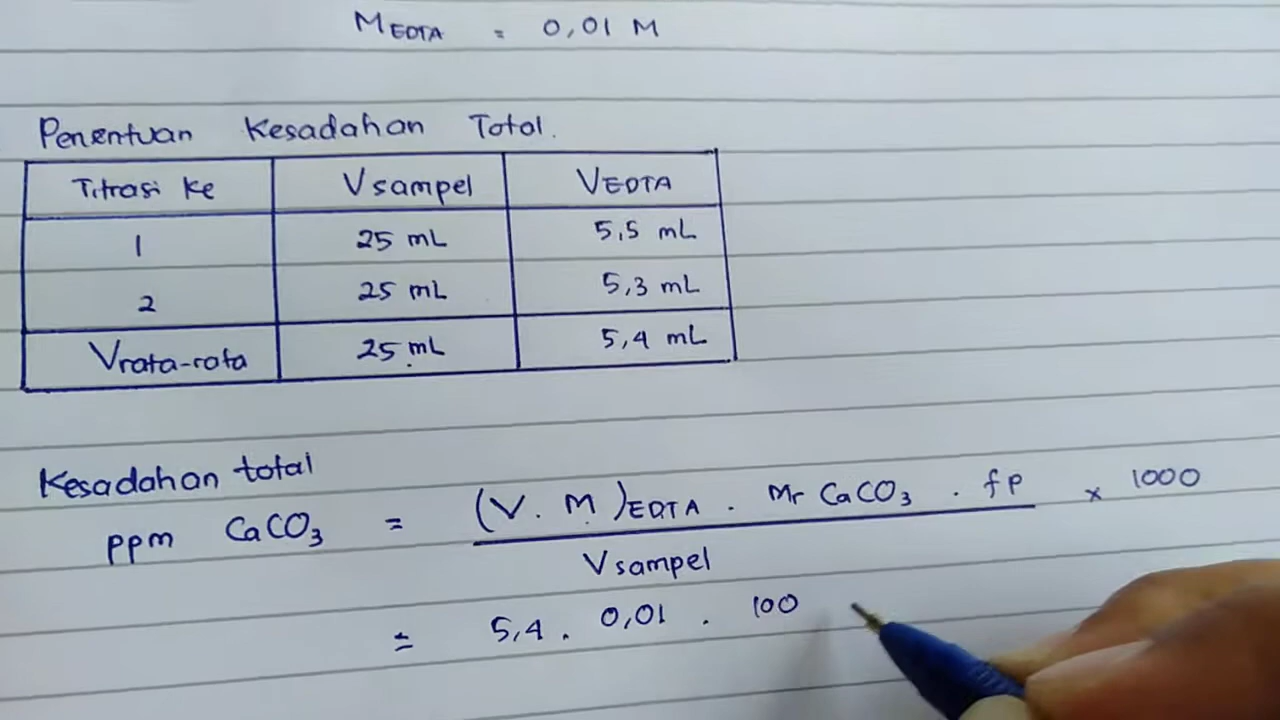 MEDTA = 0,01 M
Penentuan Kesadahan Total.
Titrasi ke Vsampel VEDTA
1 25 mL 5,5 mL
2 25 mL 5,3 mL
Vrata-rata 25 mL 5,4 mL
Kesadahan total
ppm CaCO3 = (V. M)EDTA . Mr CaCO3 . fp x 1000
Vsampel
= 5,4 . 0,01 . 100